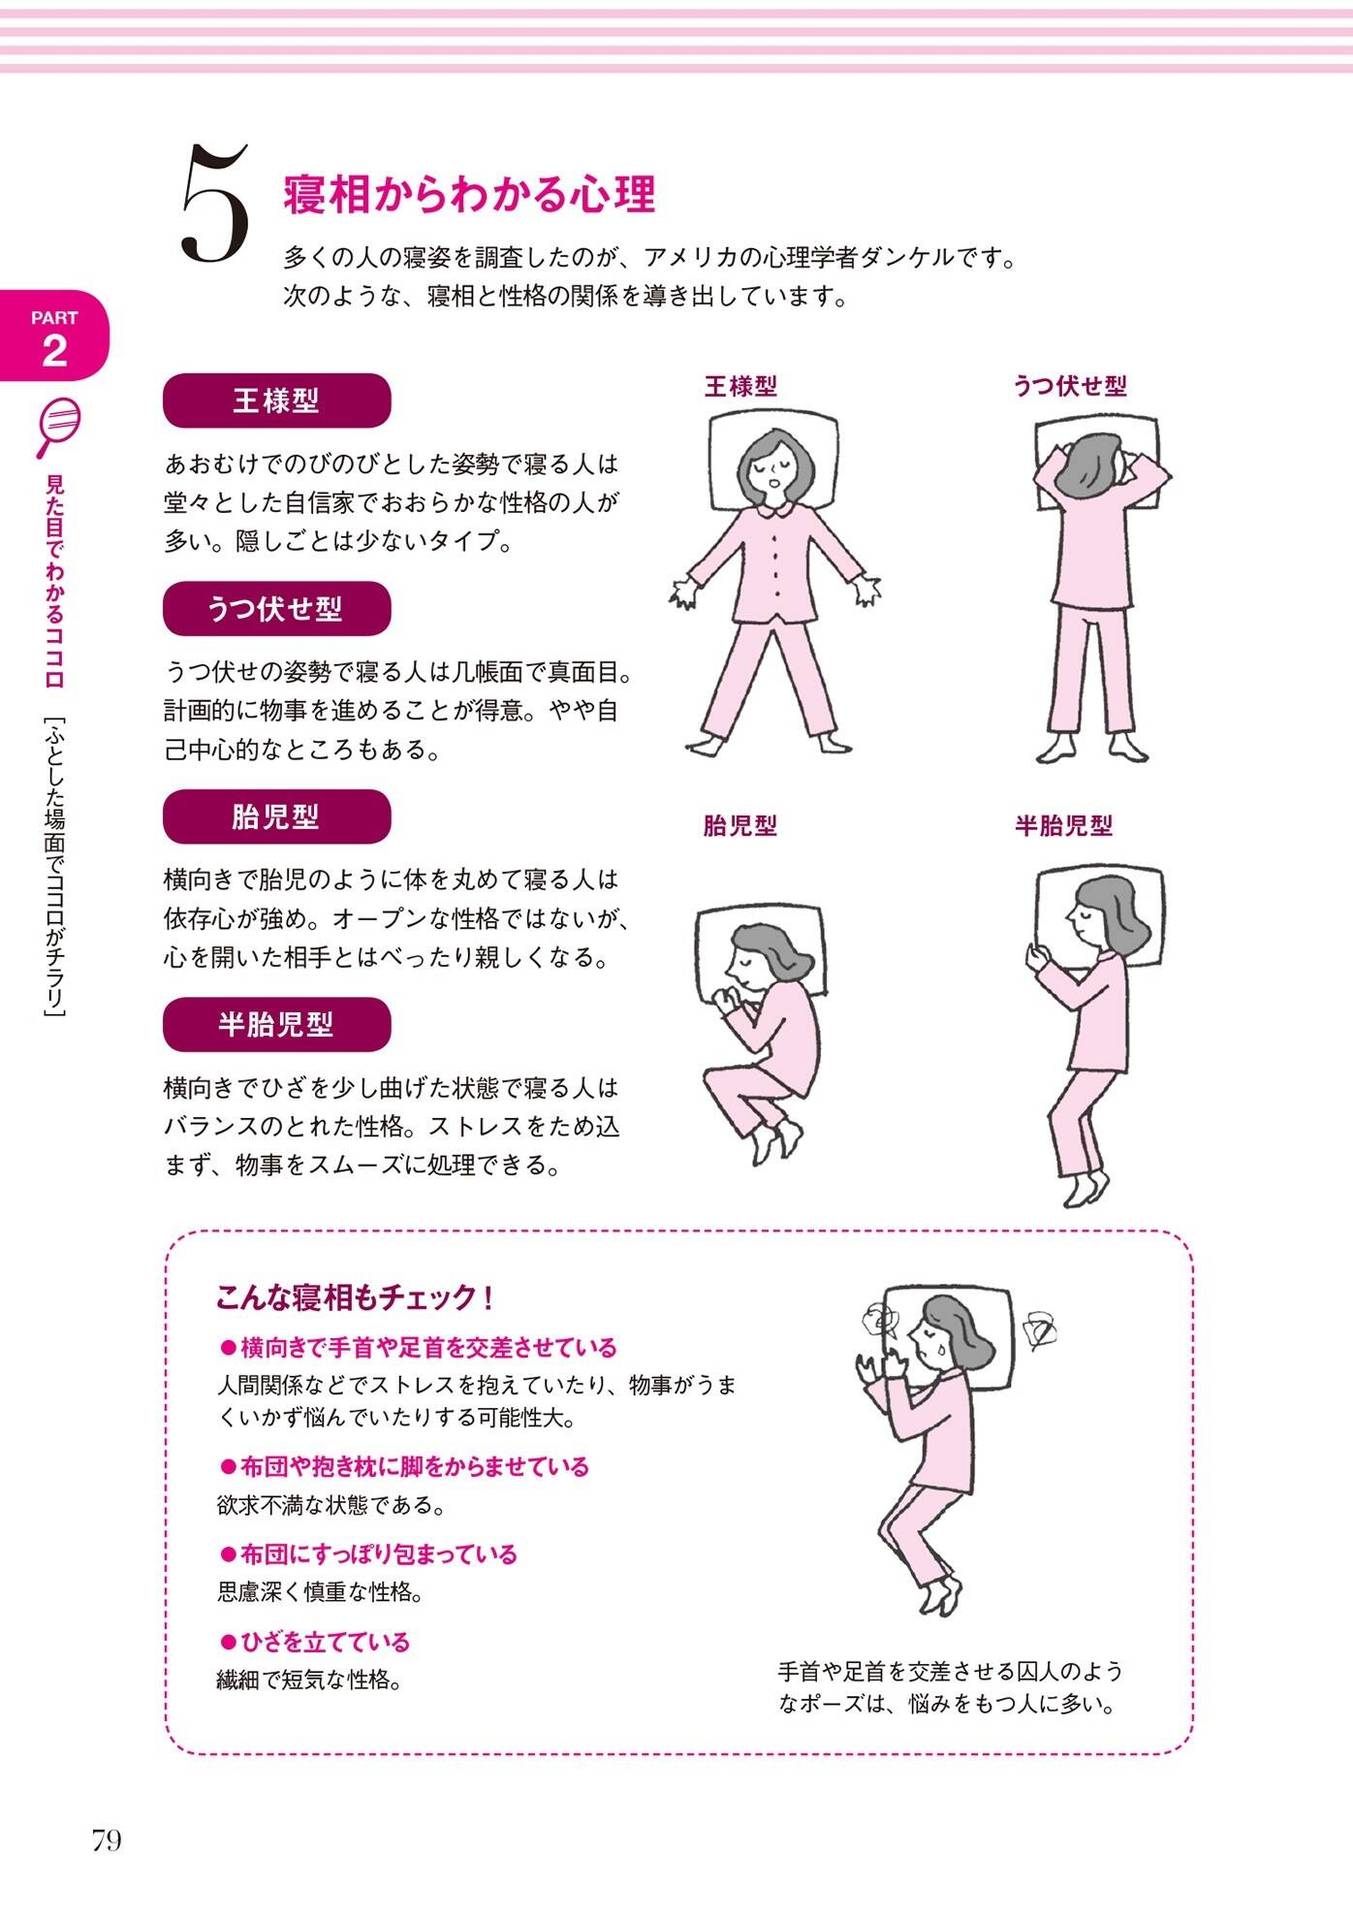 5
寝相からわかる心理
多くの人の寝姿を調査したのが、アメリカの心理学者ダンケルです。
次のような、寝相と性格の関係を導き出しています。
PART
2
見た目でわかるココロ
［ふとした場面でココロがチラリ］
王様型
あおむけでのびのびとした姿勢で寝る人は
堂々とした自信家でおおらかな性格の人が
多い。隠しごとは少ないタイプ。
うつ伏せ型
うつ伏せの姿勢で寝る人は几帳面で真面目。
計画的に物事を進めることが得意。やや自
己中心的なところもある。
胎児型
横向きで胎児のように体を丸めて寝る人は
依存心が強め。オープンな性格ではないが、
心を開いた相手とはべったり親しくなる。
半胎児型
横向きでひざを少し曲げた状態で寝る人は
バランスのとれた性格。ストレスをため込
まず、物事をスムーズに処理できる。
王様型
うつ伏せ型
胎児型
半胎児型
こんな寝相もチェック！
●横向きで手首や足首を交差させている
人間関係などでストレスを抱えていたり、物事がうま
くいかず悩んでいたりする可能性大。
●布団や抱き枕に脚をからませている
欲求不満な状態である。
●布団にすっぽり包まっている
思慮深く慎重な性格。
●ひざを立てている
繊細で短気な性格。
手首や足首を交差させる囚人のよう
なポーズは、悩みをもつ人に多い。
79